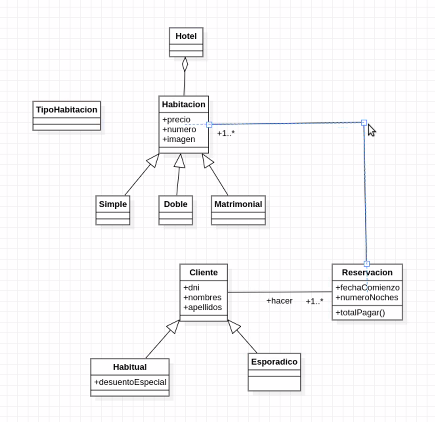 Hotel
TipoHabitacion
Habitacion
+precio
+numero
+imagen
+1..*
Simple
Doble
Matrimonial
Cliente
+dni
+nombres
+apellidos
+hacer
+1..*
Reservacion
+fechaComienzo
+numeroNoches
+totalPagar()
Habitual
+desuentoEspecial
Esporadico